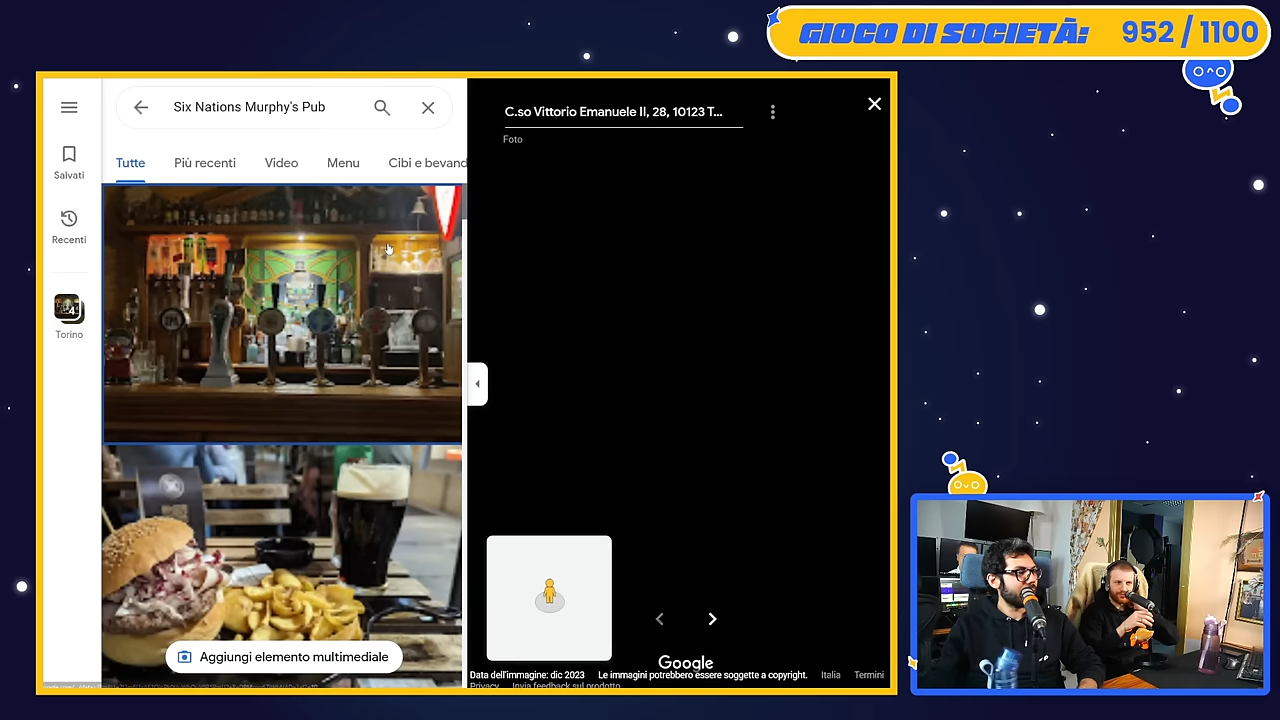 GIOCO DI SOCIETÀ: 952 / 1100
Six Nations Murphy's Pub
Salvati
Recenti
Torino
Tutte Più recenti Video Menu Cibi e bevand
C.so Vittorio Emanuele II, 28, 10123 T...
Foto
Aggiungi elemento multimediale
Google
Data dell'immagine: dic 2023 Le immagini potrebbero essere soggette a copyright. Italia Termini
Privacy Invia feedback sul prodotto